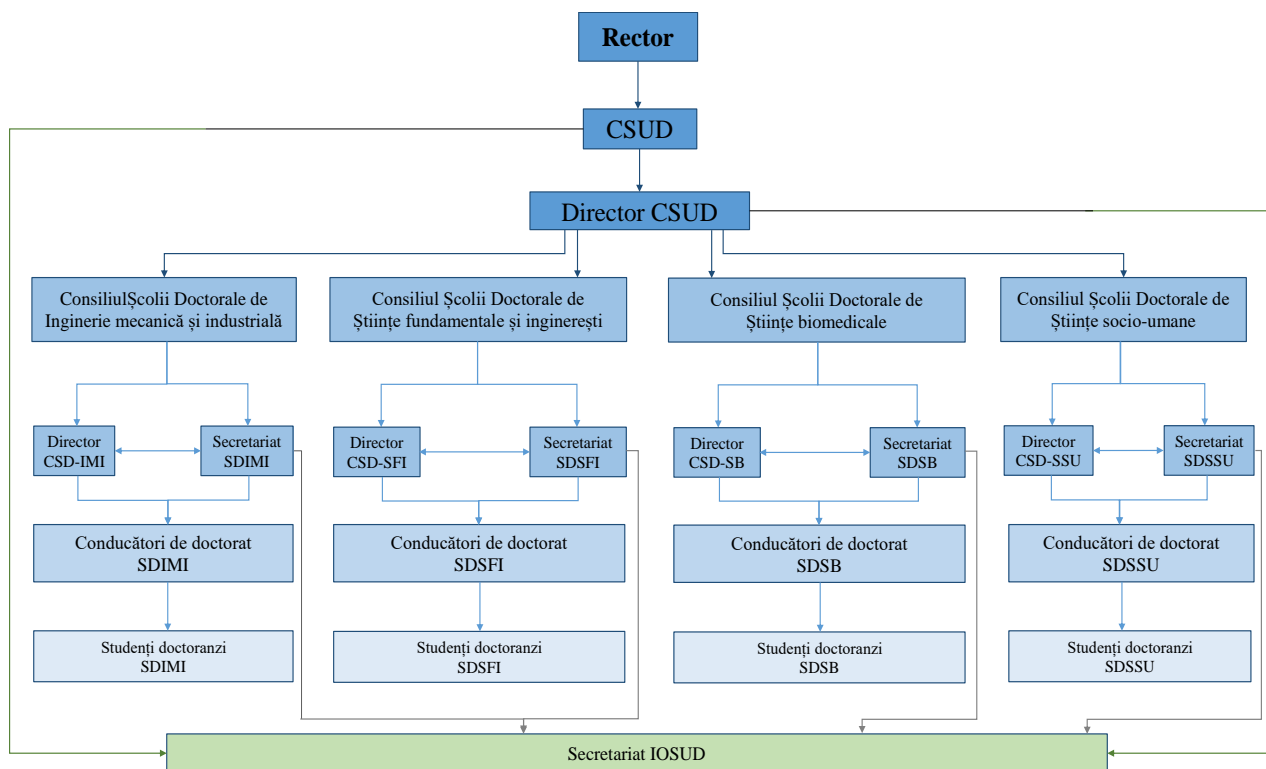 Rector
CSUD
Director CSUD
ConsiliulȘcolii Doctorale de
Inginerie mecanică și industrială
Consiliul Școlii Doctorale de
Științe fundamentale și inginerești
Consiliul Școlii Doctorale de
Științe biomedicale
Consiliul Școlii Doctorale de
Științe socio-umane
Director
CSD-IMI
Secretariat
SDIMI
Director
CSD-SFI
Secretariat
SDSFI
Director
CSD-SB
Secretariat
SDSB
Director
CSD-SSU
Secretariat
SDSSU
Conducători de doctorat
SDIMI
Conducători de doctorat
SDSFI
Conducători de doctorat
SDSB
Conducători de doctorat
SDSSU
Studenți doctoranzi
SDIMI
Studenți doctoranzi
SDSFI
Studenți doctoranzi
SDSB
Studenți doctoranzi
SDSSU
Secretariat IOSUD